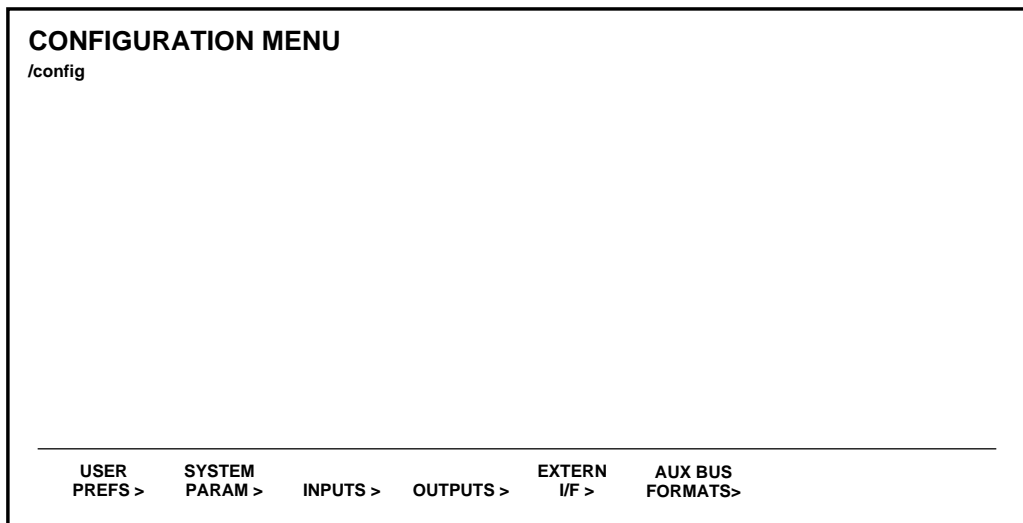 CONFIGURATION MENU
/config
USER PREFS >
SYSTEM PARAM >
INPUTS >
OUTPUTS >
EXTERN I/F >
AUX BUS FORMATS>